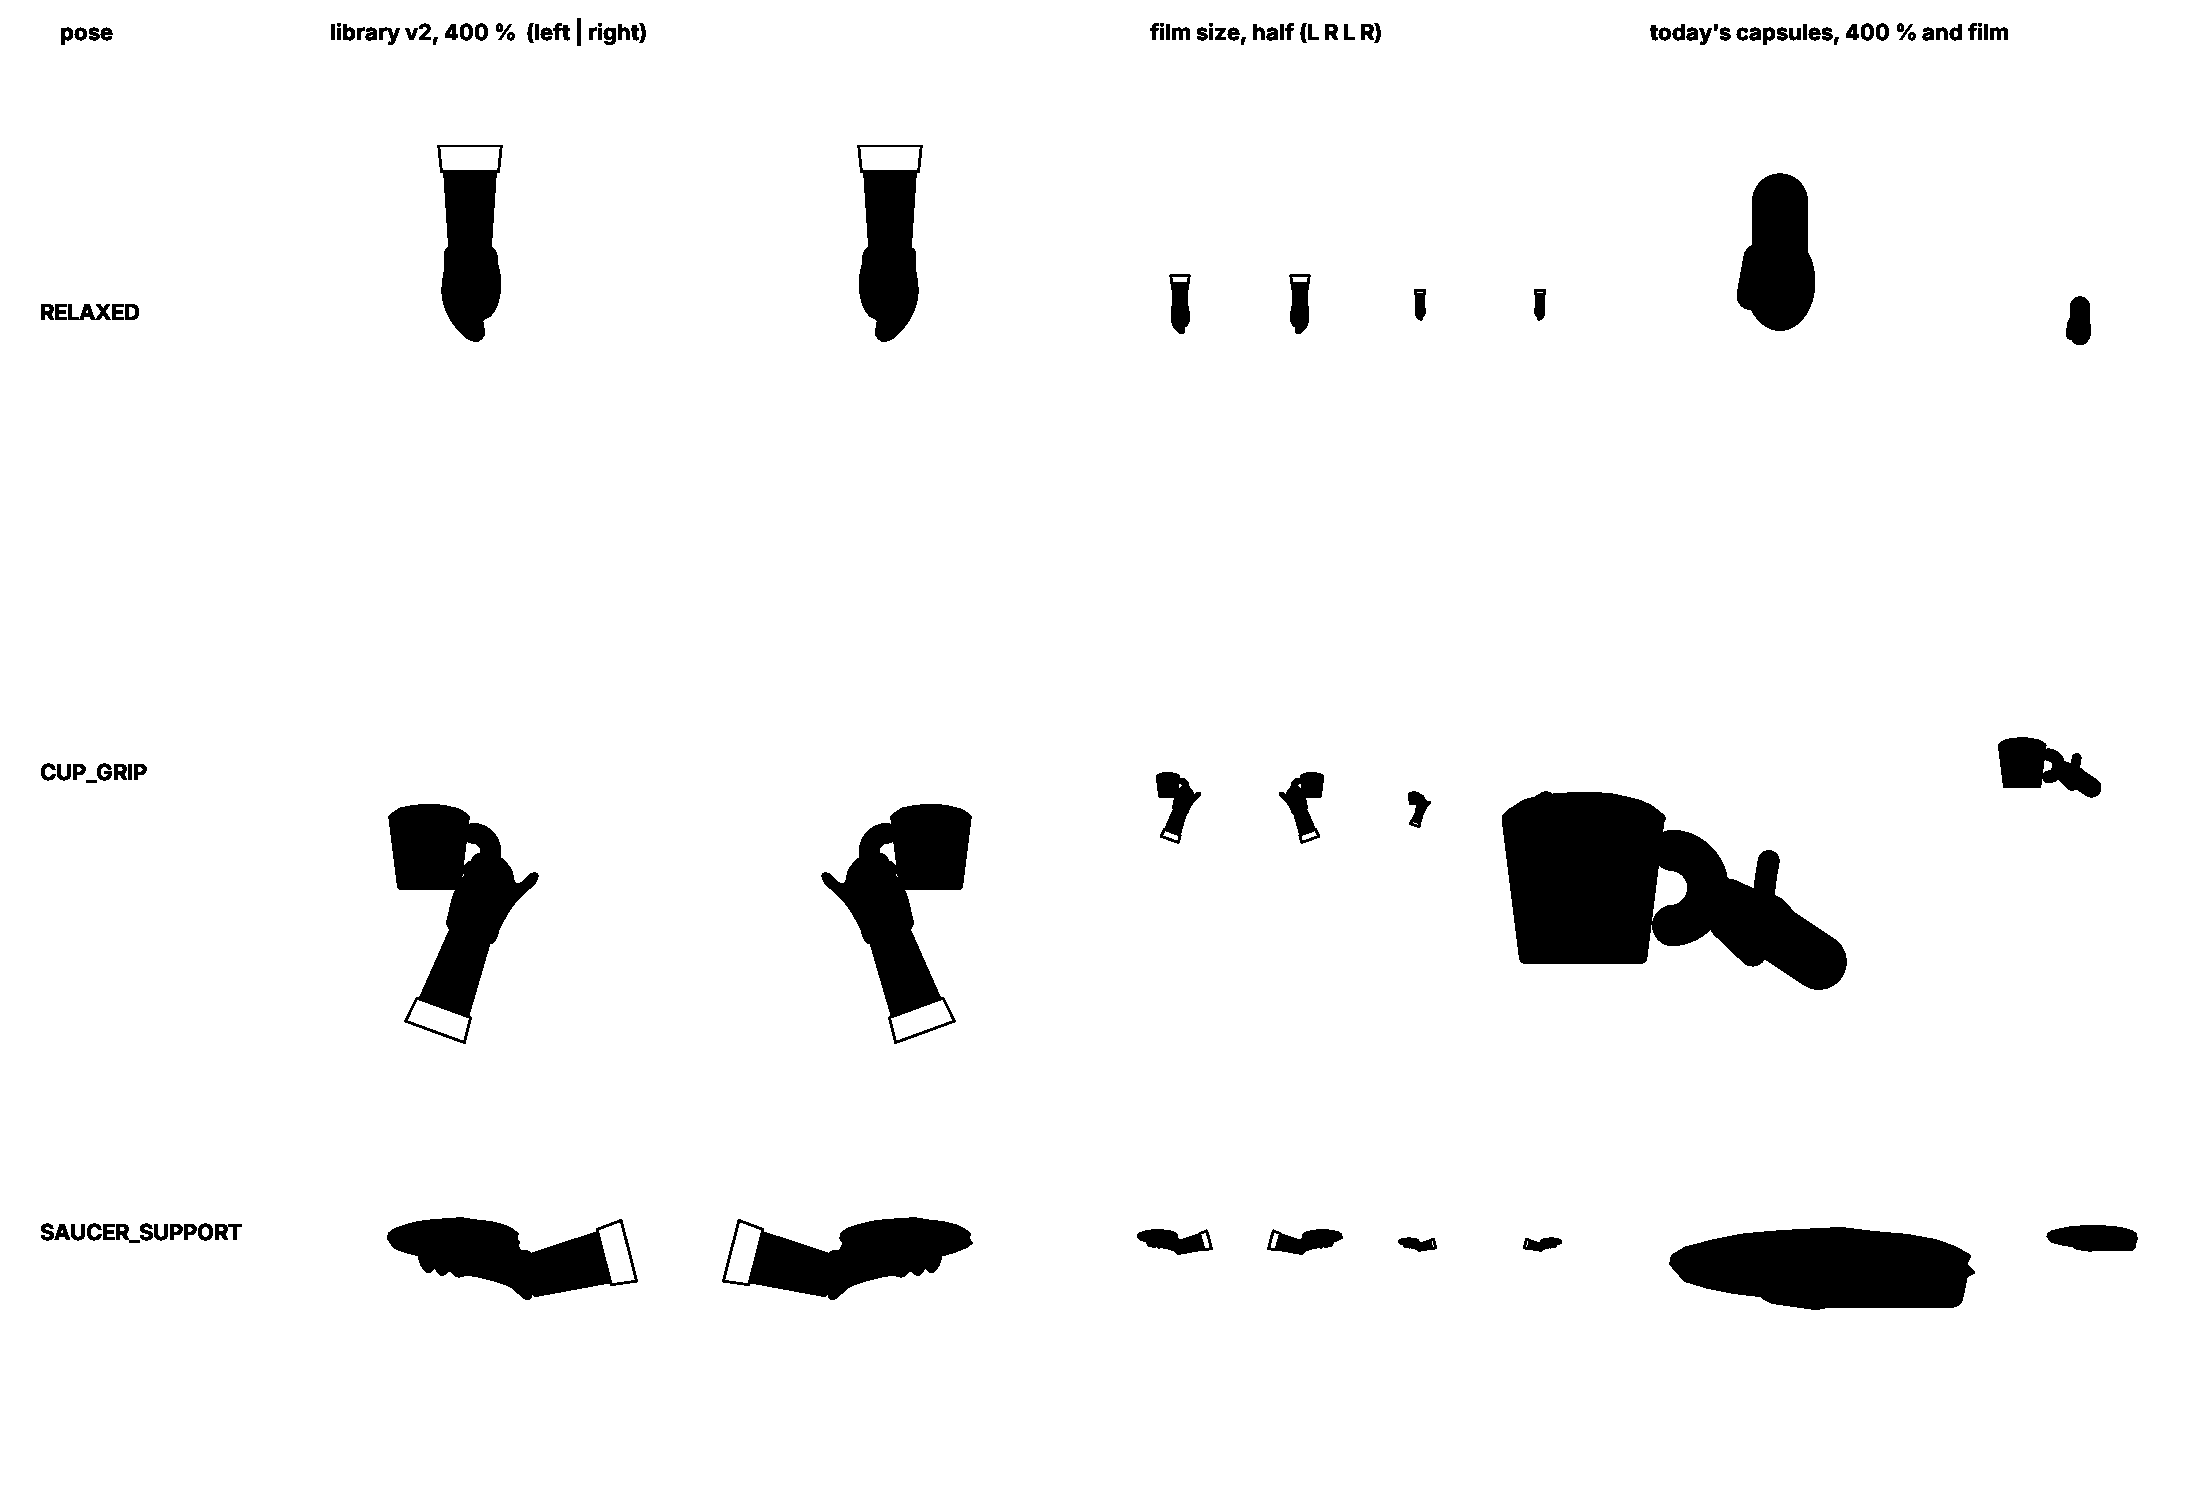 pose
library v2, 400 % (left | right)
film size, half (L R L R)
today's capsules, 400 % and film
RELAXED
CUP_GRIP
SAUCER_SUPPORT